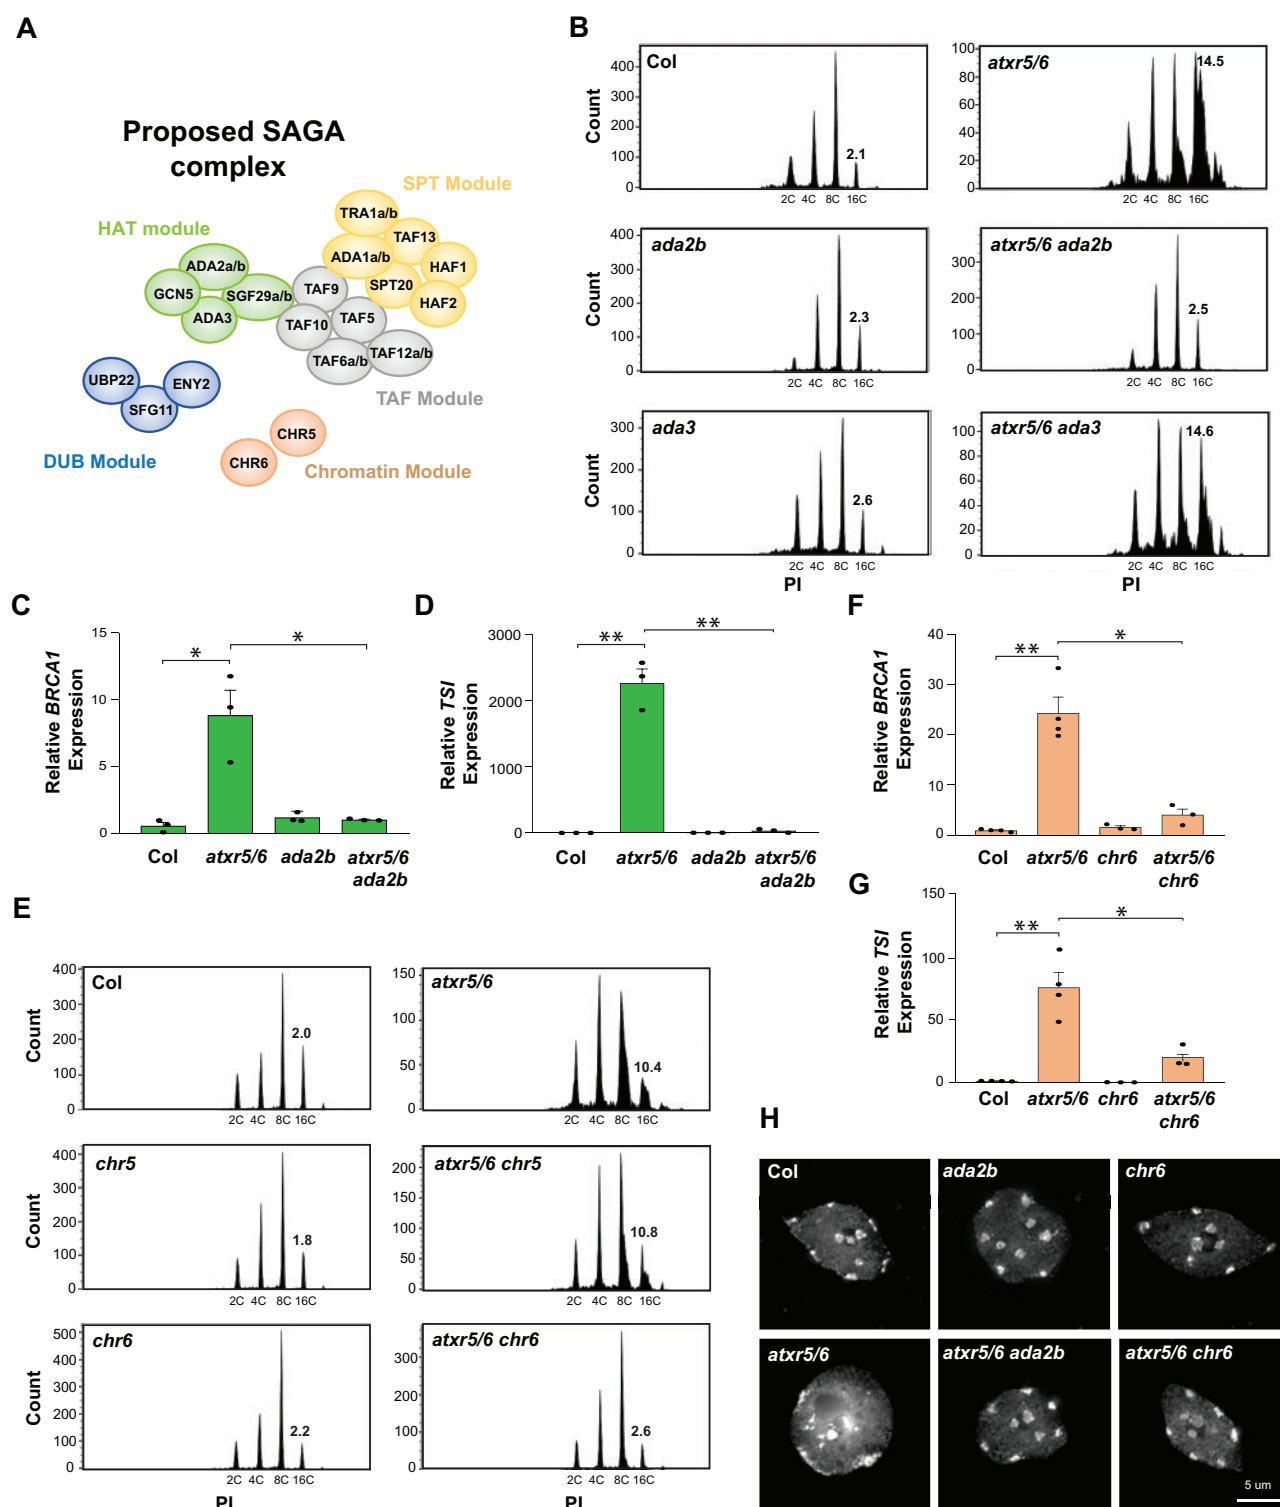 A
Proposed SAGA
complex
SPT Module
HAT module
TRA1a/b
TAF13
ADA1a/b
HAF1
ADA2a/b
GCN5
SGF29a/b
TAF9
SPT20
HAF2
ADA3
TAF10
TAF5
TAF6a/b
TAF12a/b
UBP22
ENY2
SFG11
TAF Module
CHR5
CHR6
DUB Module
Chromatin Module
B
Col
Count
400
300
200
100
0
2.1
2C 4C 8C 16C
atxr5/6
100
80
60
40
20
0
14.5
2C 4C 8C 16C
ada2b
Count
400
300
200
100
0
2.3
2C 4C 8C 16C
atxr5/6 ada2b
300
200
100
0
2.5
2C 4C 8C 16C
ada3
Count
300
200
100
0
2.6
2C 4C 8C 16C
PI
atxr5/6 ada3
100
80
60
40
20
0
14.6
2C 4C 8C 16C
PI
C
Relative BRCA1
Expression
15
10
5
0
*
*
Col atxr5/6 ada2b atxr5/6
ada2b
D
Relative TSI
Expression
3000
2000
1000
0
**
**
Col atxr5/6 ada2b atxr5/6
ada2b
F
Relative BRCA1
Expression
40
30
20
10
0
**
*
Col atxr5/6 chr6 atxr5/6
chr6
E
Col
Count
400
300
200
100
0
2.0
2C 4C 8C 16C
atxr5/6
150
100
50
0
10.4
2C 4C 8C 16C
chr5
Count
400
300
200
100
0
1.8
2C 4C 8C 16C
atxr5/6 chr5
200
150
100
50
0
10.8
2C 4C 8C 16C
chr6
Count
500
400
300
200
100
0
2.2
2C 4C 8C 16C
PI
atxr5/6 chr6
300
200
100
0
2.6
2C 4C 8C 16C
PI
G
Relative TSI
Expression
150
100
50
0
**
*
Col atxr5/6 chr6 atxr5/6
chr6
H
Col
ada2b
chr6
atxr5/6
atxr5/6 ada2b
atxr5/6 chr6
5 um